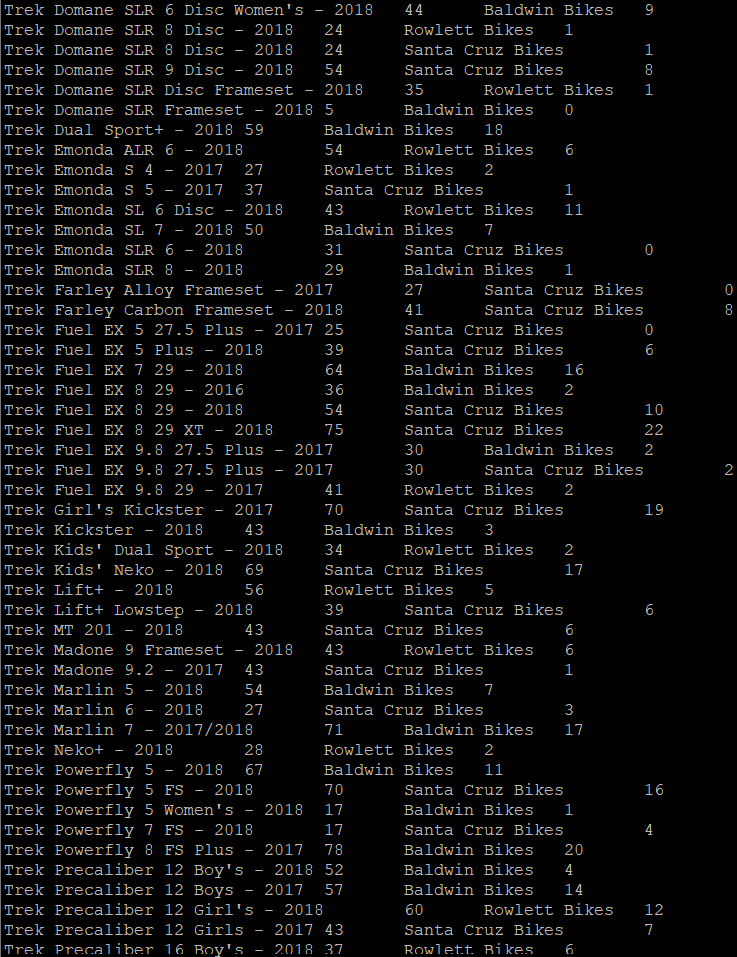 Trek Domane SLR 6 Disc Women's - 2018 44 Baldwin Bikes 9
Trek Domane SLR 8 Disc - 2018 24 Rowlett Bikes 1
Trek Domane SLR 8 Disc - 2018 24 Santa Cruz Bikes 1
Trek Domane SLR 9 Disc - 2018 54 Santa Cruz Bikes 8
Trek Domane SLR Disc Frameset - 2018 35 Rowlett Bikes 1
Trek Domane SLR Frameset - 2018 5 Baldwin Bikes 0
Trek Dual Sport+ - 2018 59 Baldwin Bikes 18
Trek Emonda ALR 6 - 2018 54 Rowlett Bikes 6
Trek Emonda S 4 - 2017 27 Rowlett Bikes 2
Trek Emonda S 5 - 2017 37 Santa Cruz Bikes 1
Trek Emonda SL 6 Disc - 2018 43 Rowlett Bikes 11
Trek Emonda SL 7 - 2018 50 Baldwin Bikes 7
Trek Emonda SLR 6 - 2018 31 Santa Cruz Bikes 0
Trek Emonda SLR 8 - 2018 29 Baldwin Bikes 1
Trek Farley Alloy Frameset - 2017 27 Santa Cruz Bikes 0
Trek Farley Carbon Frameset - 2018 41 Santa Cruz Bikes 8
Trek Fuel EX 5 27.5 Plus - 2017 25 Santa Cruz Bikes 0
Trek Fuel EX 5 Plus - 2018 39 Santa Cruz Bikes 6
Trek Fuel EX 7 29 - 2018 64 Baldwin Bikes 16
Trek Fuel EX 8 29 - 2016 36 Baldwin Bikes 2
Trek Fuel EX 8 29 - 2018 54 Santa Cruz Bikes 10
Trek Fuel EX 8 29 XT - 2018 75 Santa Cruz Bikes 22
Trek Fuel EX 9.8 27.5 Plus - 2017 30 Baldwin Bikes 2
Trek Fuel EX 9.8 27.5 Plus - 2017 30 Santa Cruz Bikes 2
Trek Fuel EX 9.8 29 - 2017 41 Rowlett Bikes 2
Trek Girl's Kickster - 2017 70 Santa Cruz Bikes 19
Trek Kickster - 2018 43 Baldwin Bikes 3
Trek Kids' Dual Sport - 2018 34 Rowlett Bikes 2
Trek Kids' Neko - 2018 69 Santa Cruz Bikes 17
Trek Lift+ - 2018 56 Rowlett Bikes 5
Trek Lift+ Lowstep - 2018 39 Santa Cruz Bikes 6
Trek MT 201 - 2018 43 Santa Cruz Bikes 6
Trek Madone 9 Frameset - 2018 43 Rowlett Bikes 6
Trek Madone 9.2 - 2017 43 Santa Cruz Bikes 1
Trek Marlin 5 - 2018 54 Baldwin Bikes 7
Trek Marlin 6 - 2018 27 Santa Cruz Bikes 3
Trek Marlin 7 - 2017/2018 71 Baldwin Bikes 17
Trek Neko+ - 2018 28 Rowlett Bikes 2
Trek Powerfly 5 - 2018 67 Baldwin Bikes 11
Trek Powerfly 5 FS - 2018 70 Santa Cruz Bikes 16
Trek Powerfly 5 Women's - 2018 17 Baldwin Bikes 1
Trek Powerfly 7 FS - 2018 17 Santa Cruz Bikes 4
Trek Powerfly 8 FS Plus - 2017 78 Baldwin Bikes 20
Trek Precaliber 12 Boy's - 2018 52 Baldwin Bikes 4
Trek Precaliber 12 Boys - 2017 57 Baldwin Bikes 14
Trek Precaliber 12 Girl's - 2018 60 Rowlett Bikes 12
Trek Precaliber 12 Girls - 2017 43 Santa Cruz Bikes 7
Trek Precaliber 16 Boy's - 2018 37 Rowlett Bikes 6